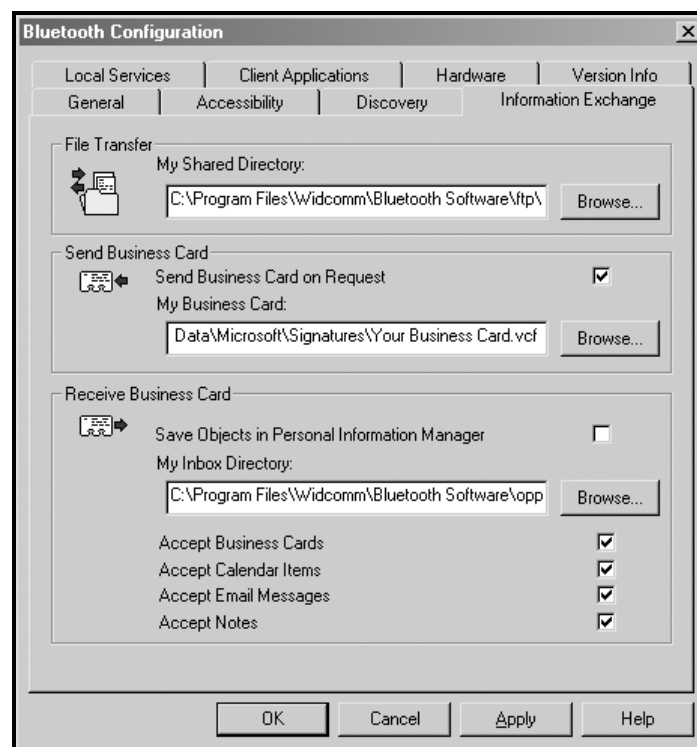 Bluetooth Configuration
Local Services Client Applications Hardware Version Info
General Accessibility Discovery Information Exchange
File Transfer
My Shared Directory:
C:\Program Files\Widcomm\Bluetooth Software\ftp\ Browse...
Send Business Card
Send Business Card on Request
My Business Card:
Data\Microsoft\Signatures\Your Business Card.vcf Browse...
Receive Business Card
Save Objects in Personal Information Manager
My Inbox Directory:
C:\Program Files\Widcomm\Bluetooth Software\opp Browse...
Accept Business Cards
Accept Calendar Items
Accept Email Messages
Accept Notes
OK Cancel Apply Help